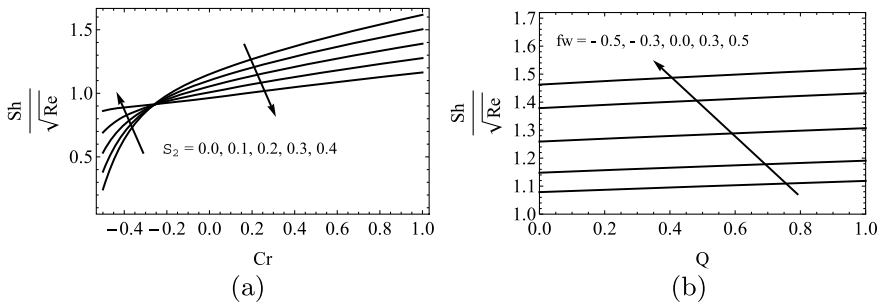 1.5
1.0
0.5
Sh
√Re
S₂ = 0.0, 0.1, 0.2, 0.3, 0.4
−0.4 −0.2 0.0 0.2 0.4 0.6 0.8 1.0
Cr
(a)
1.7
1.6
1.5
1.4
1.3
1.2
1.1
1.0
Sh
√Re
fw = - 0.5, - 0.3, 0.0, 0.3, 0.5
0.0 0.2 0.4 0.6 0.8 1.0
Q
(b)